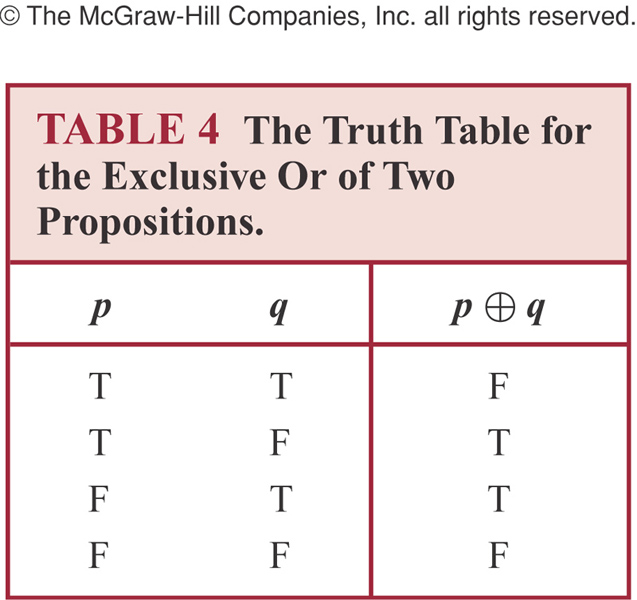 © The McGraw-Hill Companies, Inc. all rights reserved.
TABLE 4 The Truth Table for
the Exclusive Or of Two
Propositions.
p q p ⊕ q
T T F
T F T
F T T
F F F